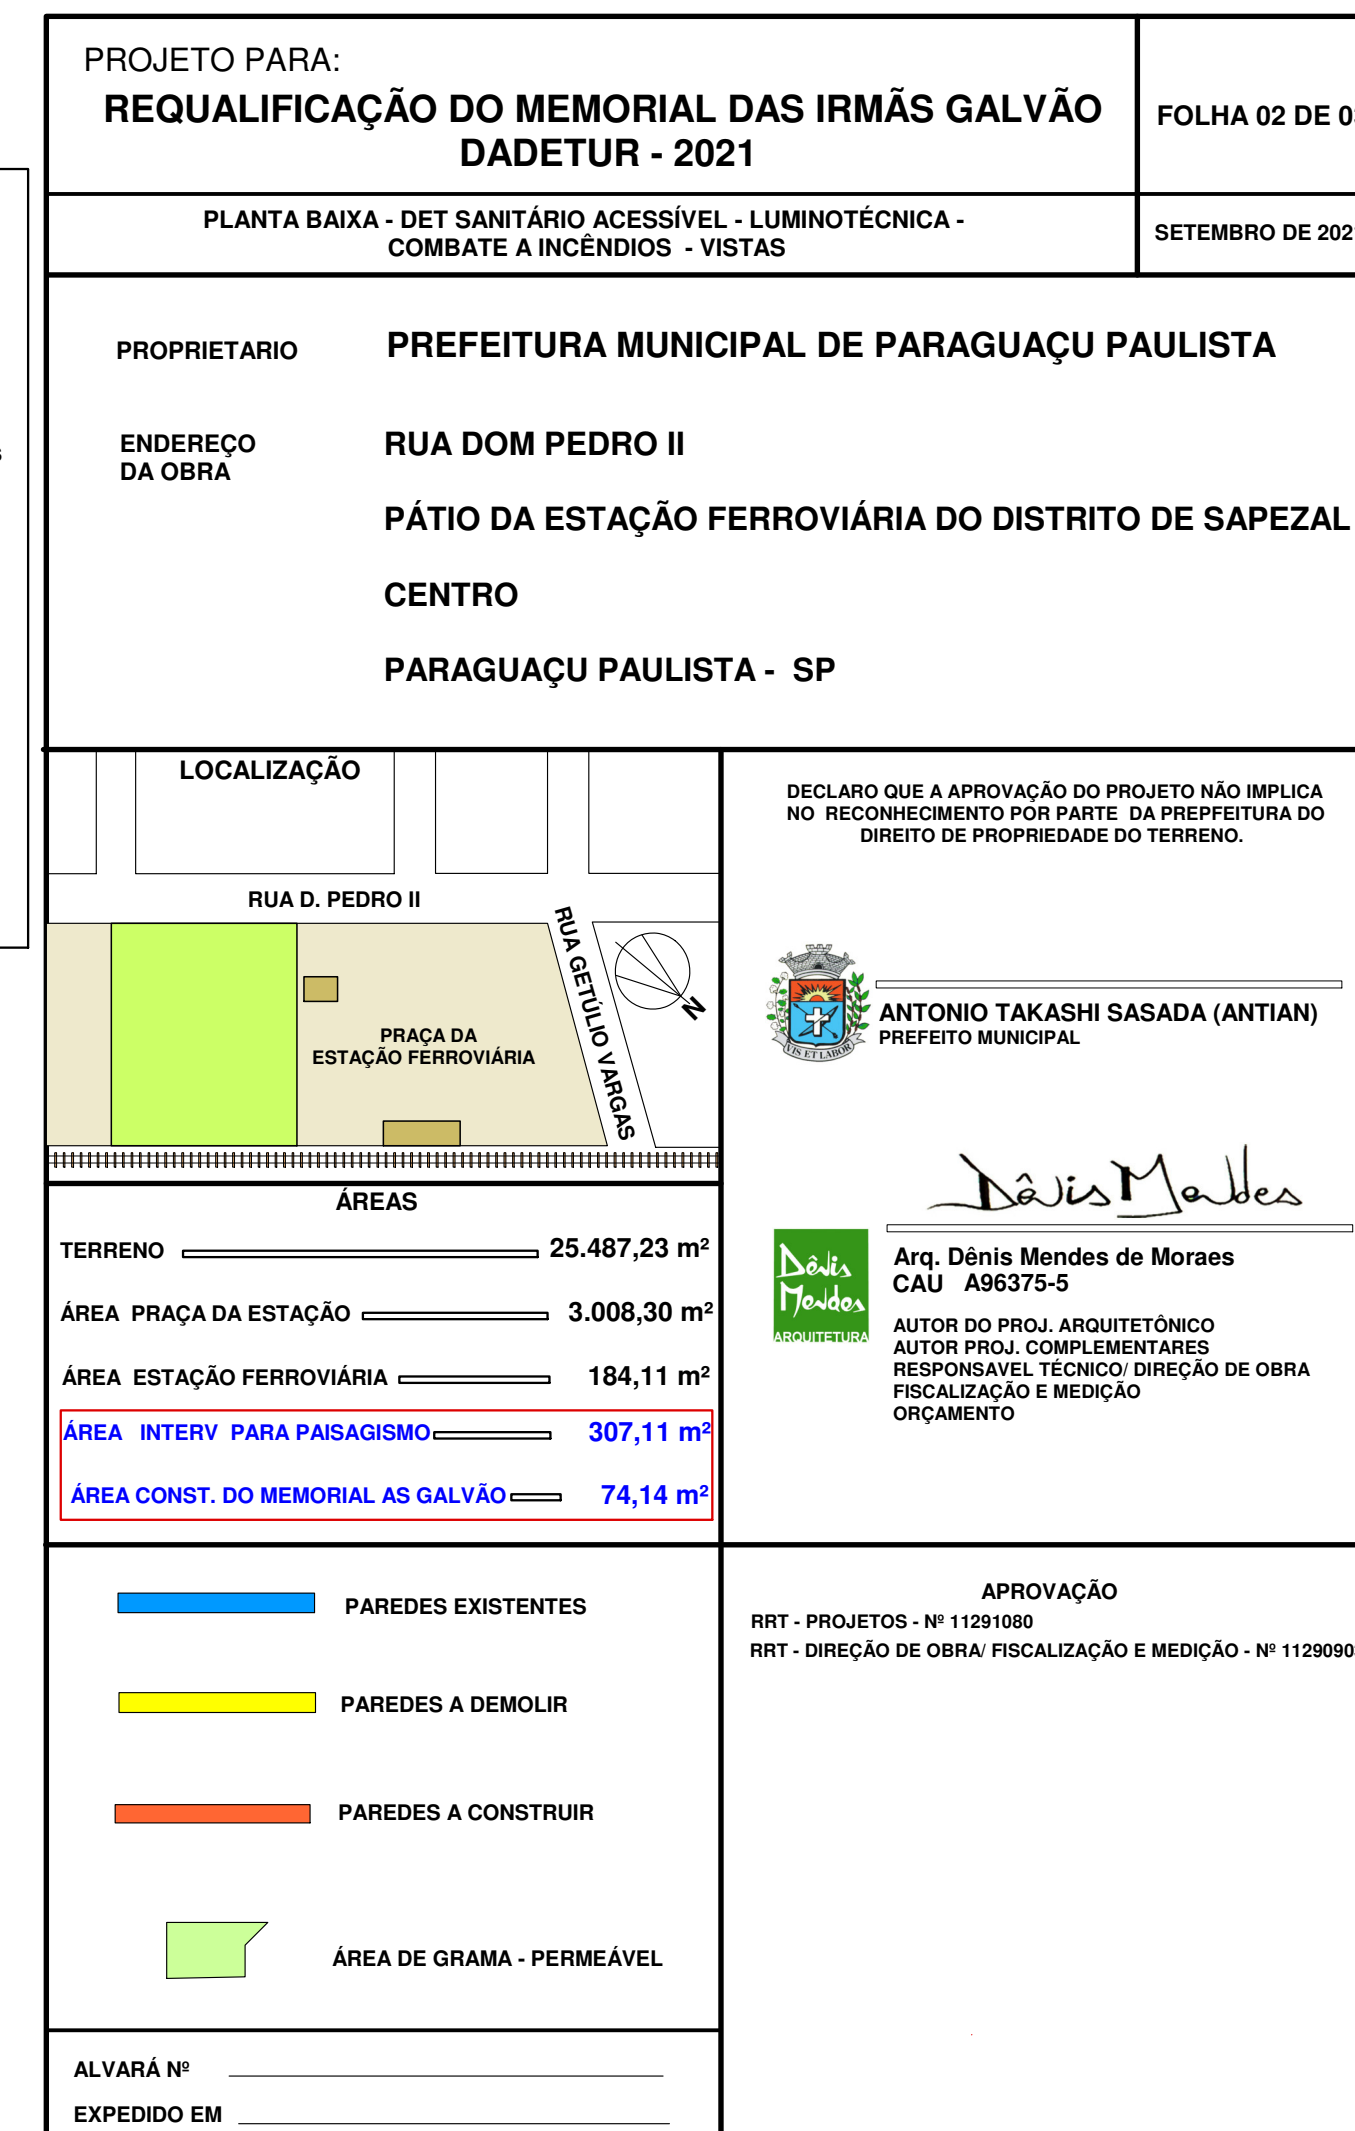 PROJETO PARA:
REQUALIFICAÇÃO DO MEMORIAL DAS IRMÃS GALVÃO
DADETUR - 2021
FOLHA 02 DE
PLANTA BAIXA - DET SANITÁRIO ACESSÍVEL - LUMINOTÉCNICA -
COMBATE A INCÊNDIOS - VISTAS
SETEMBRO DE
PROPRIETARIO
PREFEITURA MUNICIPAL DE PARAGUAÇU PAULISTA
ENDEREÇO
DA OBRA
RUA DOM PEDRO II
PÁTIO DA ESTAÇÃO FERROVIÁRIA DO DISTRITO DE SAPEZAL
CENTRO
PARAGUAÇU PAULISTA - SP
LOCALIZAÇÃO
RUA D. PEDRO II
RUA GETÚLIO VARGAS
N
PRAÇA DA
ESTAÇÃO FERROVIÁRIA
DECLARO QUE A APROVAÇÃO DO PROJETO NÃO IMPLICA
NO RECONHECIMENTO POR PARTE DA PREPFEITURA DO
DIREITO DE PROPRIEDADE DO TERRENO.
VIS ET LABOR
ANTONIO TAKASHI SASADA (ANTIAN)
PREFEITO MUNICIPAL
Dênis Mendes
Dênis
Mendes
ARQUITETURA
Arq. Dênis Mendes de Moraes
CAU A96375-5
AUTOR DO PROJ. ARQUITETÔNICO
AUTOR PROJ. COMPLEMENTARES
RESPONSAVEL TÉCNICO/ DIREÇÃO DE OBRA
FISCALIZAÇÃO E MEDIÇÃO
ORÇAMENTO
ÁREAS
TERRENO 25.487,23 m²
ÁREA PRAÇA DA ESTAÇÃO 3.008,30 m²
ÁREA ESTAÇÃO FERROVIÁRIA 184,11 m²
ÁREA INTERV PARA PAISAGISMO 307,11 m²
ÁREA CONST. DO MEMORIAL AS GALVÃO 74,14 m²
PAREDES EXISTENTES
PAREDES A DEMOLIR
PAREDES A CONSTRUIR
ÁREA DE GRAMA - PERMEÁVEL
APROVAÇÃO
RRT - PROJETOS - Nº 11291080
RRT - DIREÇÃO DE OBRA/ FISCALIZAÇÃO E MEDIÇÃO - Nº
ALVARÁ Nº
EXPEDIDO EM